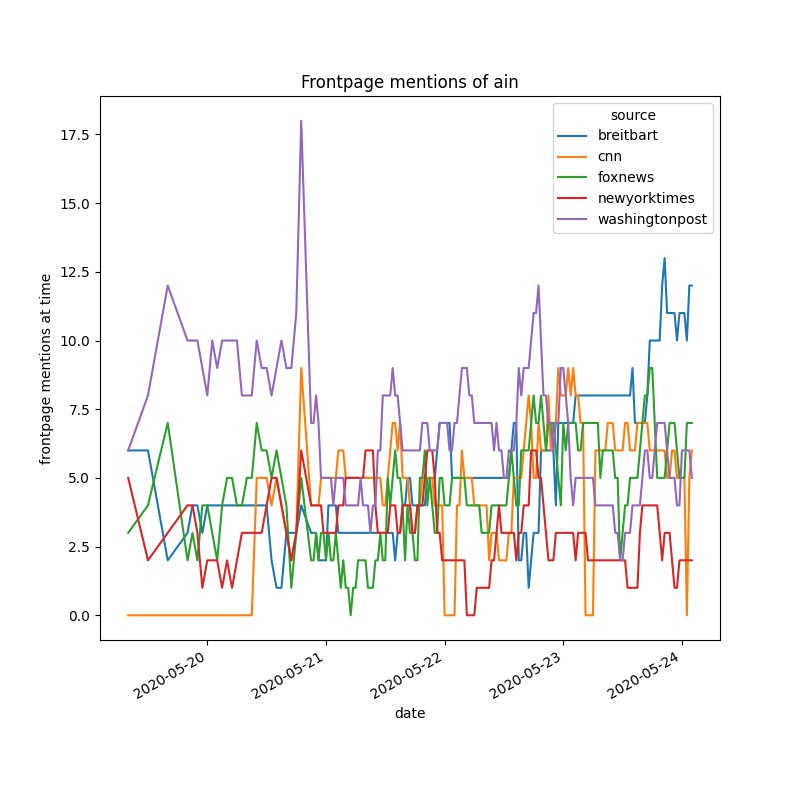 Frontpage mentions of ain
source
breitbart
cnn
foxnews
newyorktimes
washingtonpost
frontpage mentions at time
17.5
15.0
12.5
10.0
7.5
5.0
2.5
0.0
2020-05-20
2020-05-21
2020-05-22
2020-05-23
2020-05-24
date